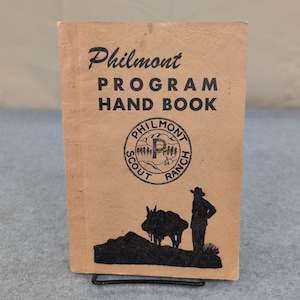 Philmont
PROGRAM
HAND BOOK
PHILMONT
P
SCOUT RANCH